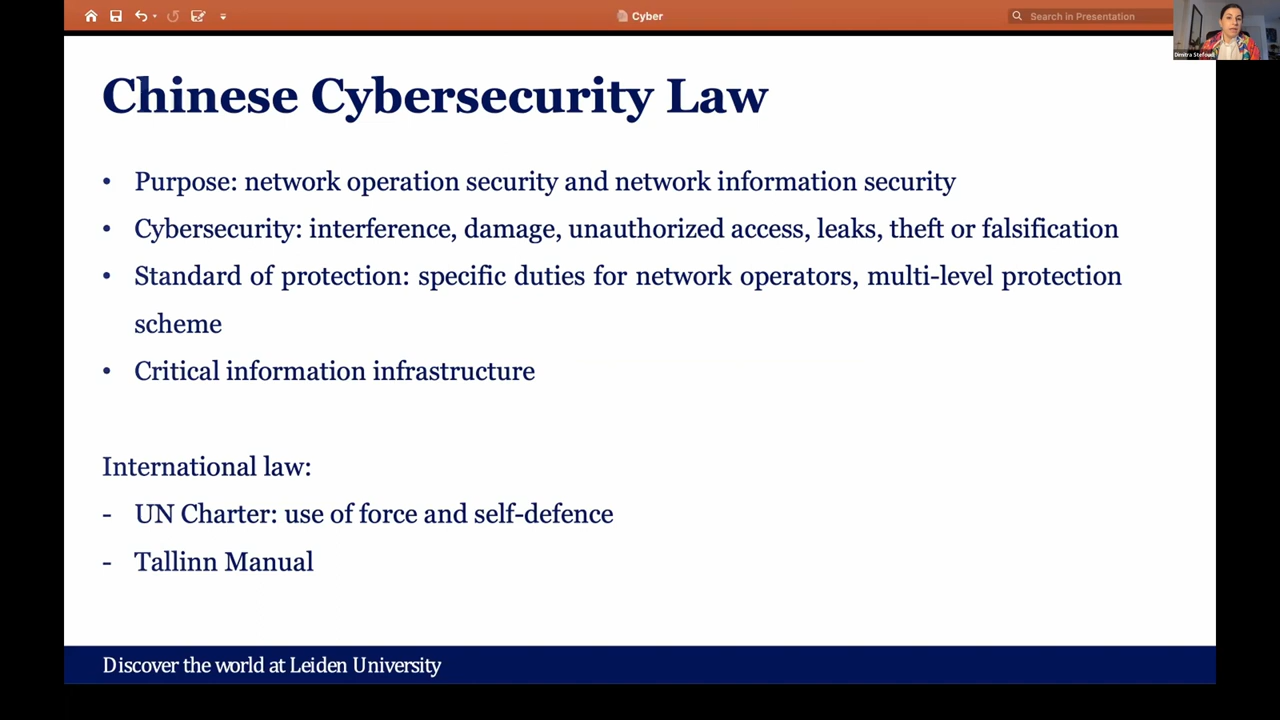 Cyber
Search in Presentation
Chinese Cybersecurity Law
• Purpose: network operation security and network information security
• Cybersecurity: interference, damage, unauthorized access, leaks, theft or falsification
• Standard of protection: specific duties for network operators, multi-level protection
scheme
• Critical information infrastructure
International law:
- UN Charter: use of force and self-defence
- Tallinn Manual
Discover the world at Leiden University